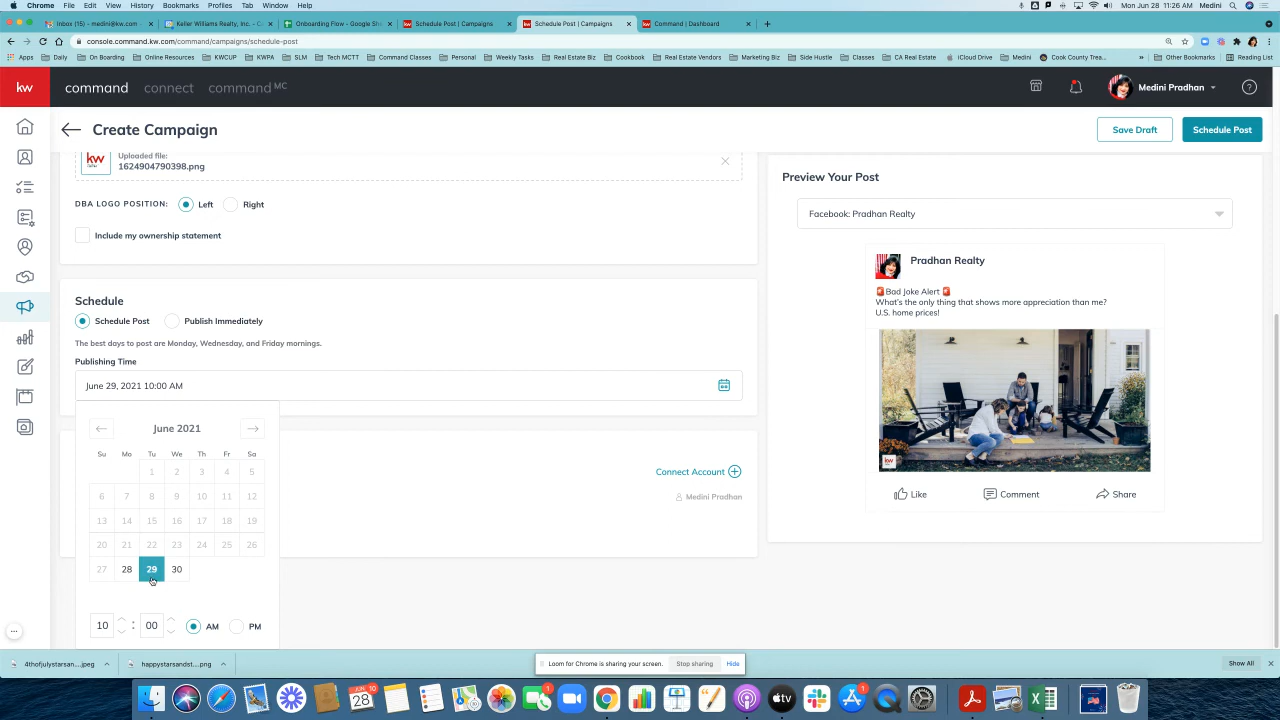 Chrome File Edit View History Bookmarks Profiles Tab Window Help Mon Jun 28 11:26 AM Medini
Inbox (15) – medini@kw.com Keller Williams Realty, Inc. - C Onboarding Flow - Google She Schedule Post | Campaigns Schedule Post | Campaigns Command | Dashboard
console.command.kw.com/command/campaigns/schedule-post
Apps Daily On Boarding Online Resources KWCUP KWPA SLM Tech MCTT Command Classes Personal Weekly Tasks Real Estate Biz Cookbook Real Estate Vendors Marketing Biz Side Hustle Classes CA Real Estate iCloud Drive Medini Cook County Trea... » Other Bookmarks Reading List
kw command connect command MC Medini Pradhan ?
Create Campaign Save Draft Schedule Post
kw Uploaded file:
1624904790398.png
DBA LOGO POSITION: Left Right
Include my ownership statement
Schedule
Schedule Post Publish Immediately
The best days to post are Monday, Wednesday, and Friday mornings.
Publishing Time
June 29, 2021 10:00 AM
June 2021
Su Mo Tu We Th Fr Sa
1 2 3 4 5
6 7 8 9 10 11 12
13 14 15 16 17 18 19
20 21 22 23 24 25 26
27 28 29 30
10 : 00 AM PM
Connect Account
Medini Pradhan
Preview Your Post
Facebook: Pradhan Realty
Pradhan Realty
🚨Bad Joke Alert 🚨
What's the only thing that shows more appreciation than me?
U.S. home prices!
kw
Like Comment Share
4thofjulystarsan....jpeg happystarsandst....png Loom for Chrome is sharing your screen. Stop sharing Hide Show All
JUN 28 10 1 1
tv